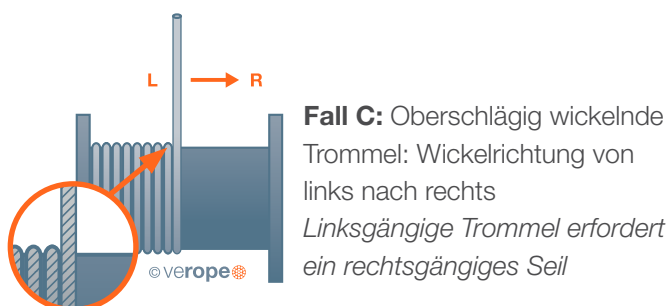 L R
Fall C: Oberschlägig wickelnde
Trommel: Wickelrichtung von
links nach rechts
Linksgängige Trommel erfordert
ein rechtsgängiges Seil
©verope